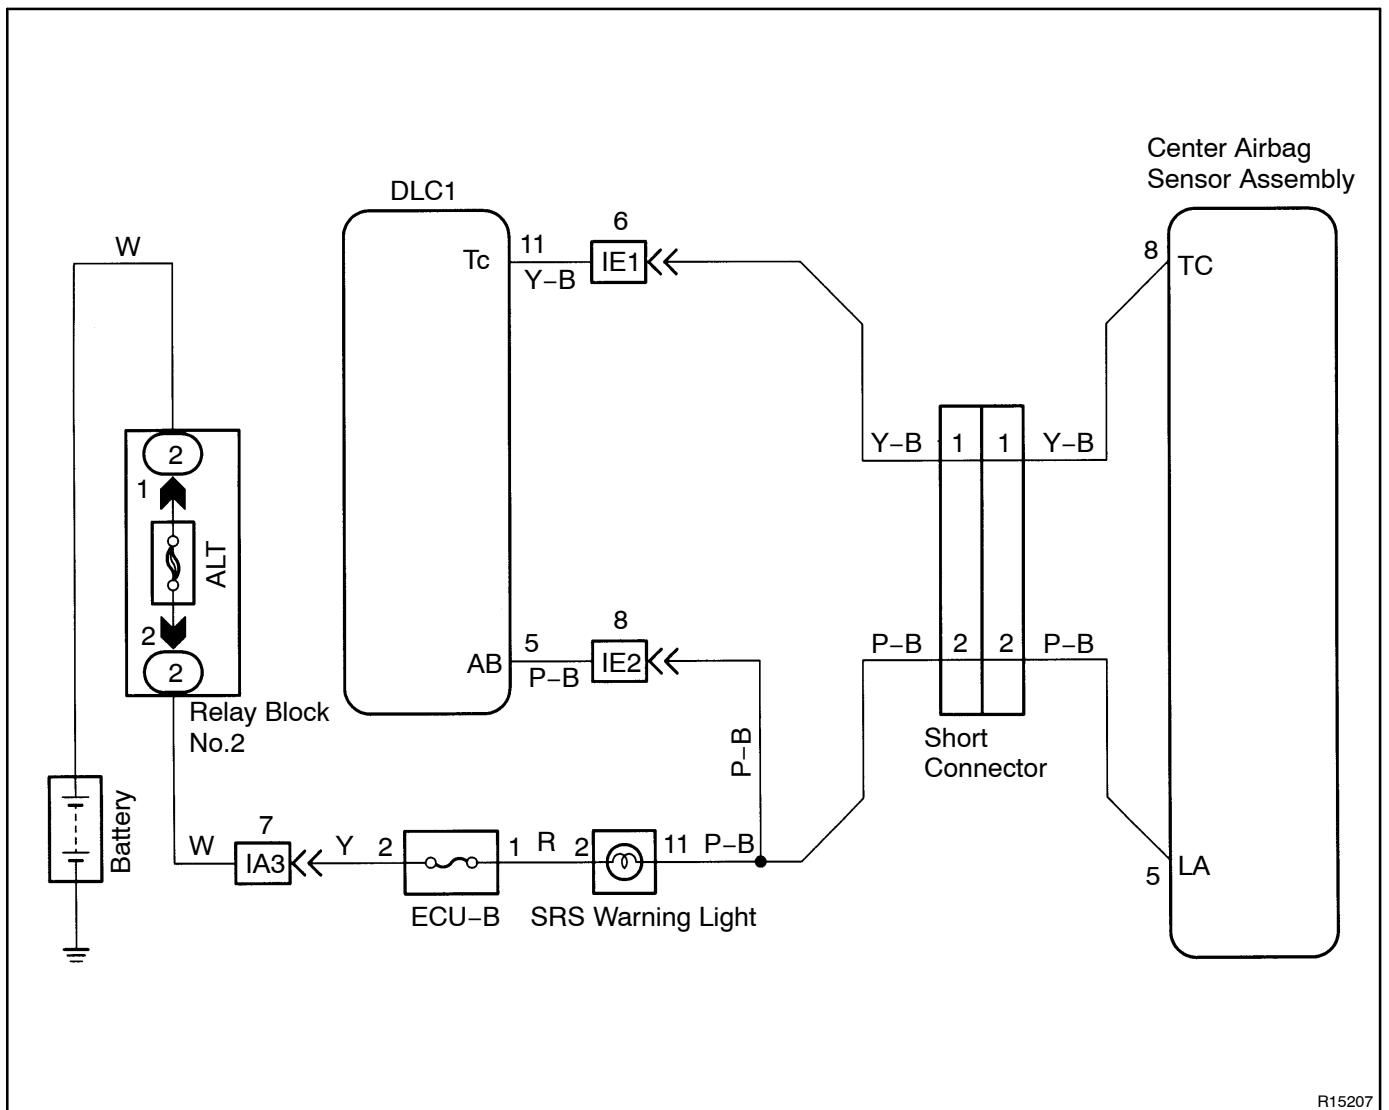 Center Airbag
Sensor Assembly
DLC1
6
W
Tc
11
Y–B
IE1
8
TC
2
1
ALT
2
2
Y–B
1
1
Y–B
8
AB
5
P–B
IE2
P–B
2
2
P–B
Relay Block
No.2
P–B
Short
Connector
Battery
7
W
IA3
Y
2
1
R
2
11
P–B
5
LA
ECU–B
SRS Warning Light
R15207